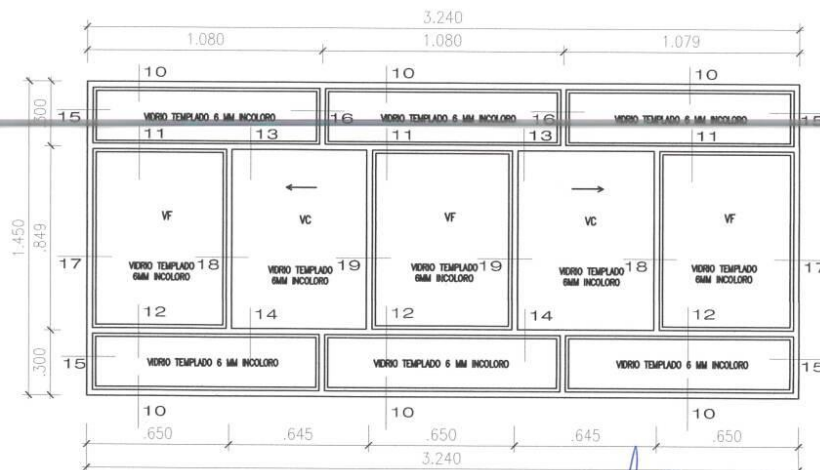 3.240
1.080 1.080 1.079
10 10 10
15 VIDRIO TEMPLADO 6 MM INCOLORO 16 VIDRIO TEMPLADO 6 MM INCOLORO 16 VIDRIO TEMPLADO 6 MM INCOLORO 15
.300
11 13 11 13 11
1.450
.849
VF VC VF VC VF
17 VIDRIO TEMPLADO 18 VIDRIO TEMPLADO 19 VIDRIO TEMPLADO 19 VIDRIO TEMPLADO 18 VIDRIO TEMPLADO 17
6MM INCOLORO 6MM INCOLORO 6MM INCOLORO 6MM INCOLORO 6MM INCOLORO
12 14 12 14 12
.300
15 VIDRIO TEMPLADO 6 MM INCOLORO VIDRIO TEMPLADO 6 MM INCOLORO VIDRIO TEMPLADO 6 MM INCOLORO 15
10 10 10
.650 .645 .650 .645 .650
3.240